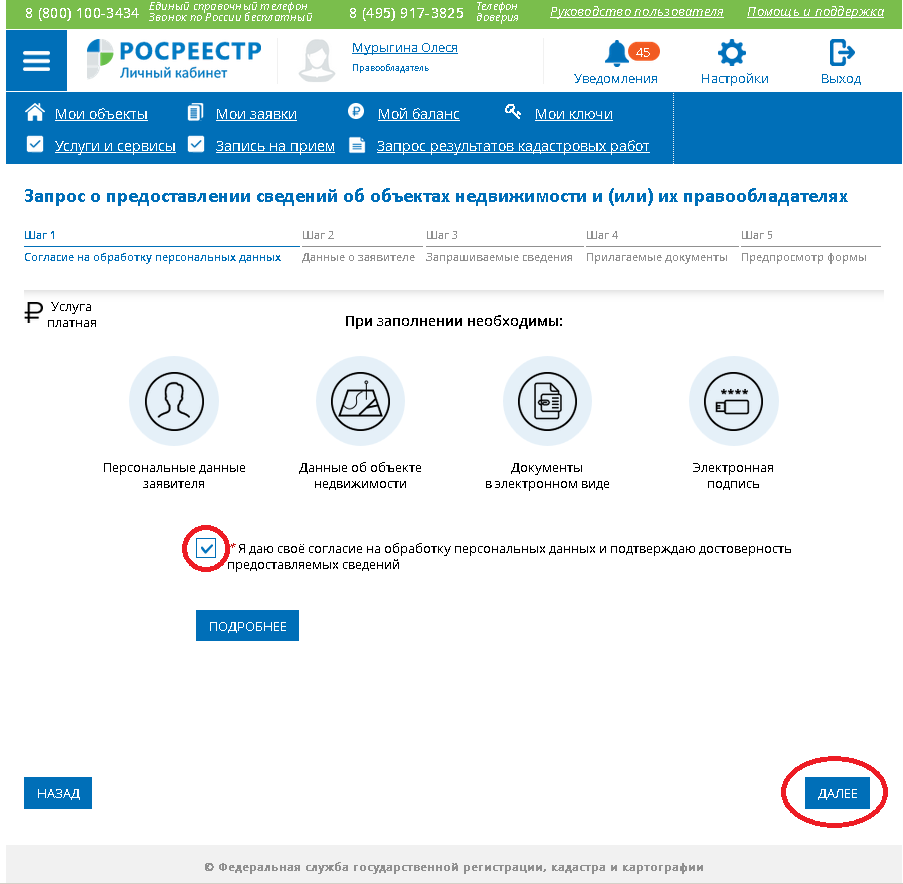 8 (800) 100-3434 Единый справочный телефон
Звонок по России бесплатный
8 (495) 917-3825 Телефон
доверия
Руководство пользователя
Помощь и поддержка
РОСРЕЕСТР
Личный кабинет
Мурыгина Олеся
Правообладатель
45
Уведомления
Настройки
Выход
Мои объекты
Мои заявки
Мой баланс
Мои ключи
Услуги и сервисы
Запись на прием
Запрос результатов кадастровых работ
Запрос о предоставлении сведений об объектах недвижимости и (или) их правообладателях
Шаг 1
Согласие на обработку персональных данных
Шаг 2
Данные о заявителе
Шаг 3
Запрашиваемые сведения
Шаг 4
Прилагаемые документы
Шаг 5
Предпросмотр формы
₽ Услуга
платная
При заполнении необходимы:
Персональные данные
заявителя
Данные об объекте
недвижимости
Документы
в электронном виде
****
Электронная
подпись
* Я даю своё согласие на обработку персональных данных и подтверждаю достоверность
предоставляемых сведений
ПОДРОБНЕЕ
НАЗАД
ДАЛЕЕ
© Федеральная служба государственной регистрации, кадастра и картографии